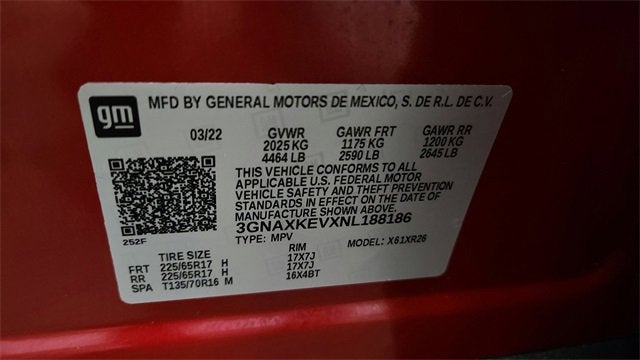 gm MFD BY GENERAL MOTORS DE MEXICO, S. DE R.L. DE C.V.
03/22 GVWR GAWR FRT GAWR RR
2025 KG 1175 KG 1200 KG
4464 LB 2590 LB 2645 LB
THIS VEHICLE CONFORMS TO ALL
APPLICABLE U.S. FEDERAL MOTOR
VEHICLE SAFETY AND THEFT PREVENTION
STANDARDS IN EFFECT ON THE DATE OF
MANUFACTURE SHOWN ABOVE.
3GNAXKEVXNL188186
252F TYPE: MPV MODEL: X61XR26
TIRE SIZE RIM
FRT 225/65R17 H 17X7J
RR 225/65R17 H 17X7J
SPA T135/70R16 M 16X4BT